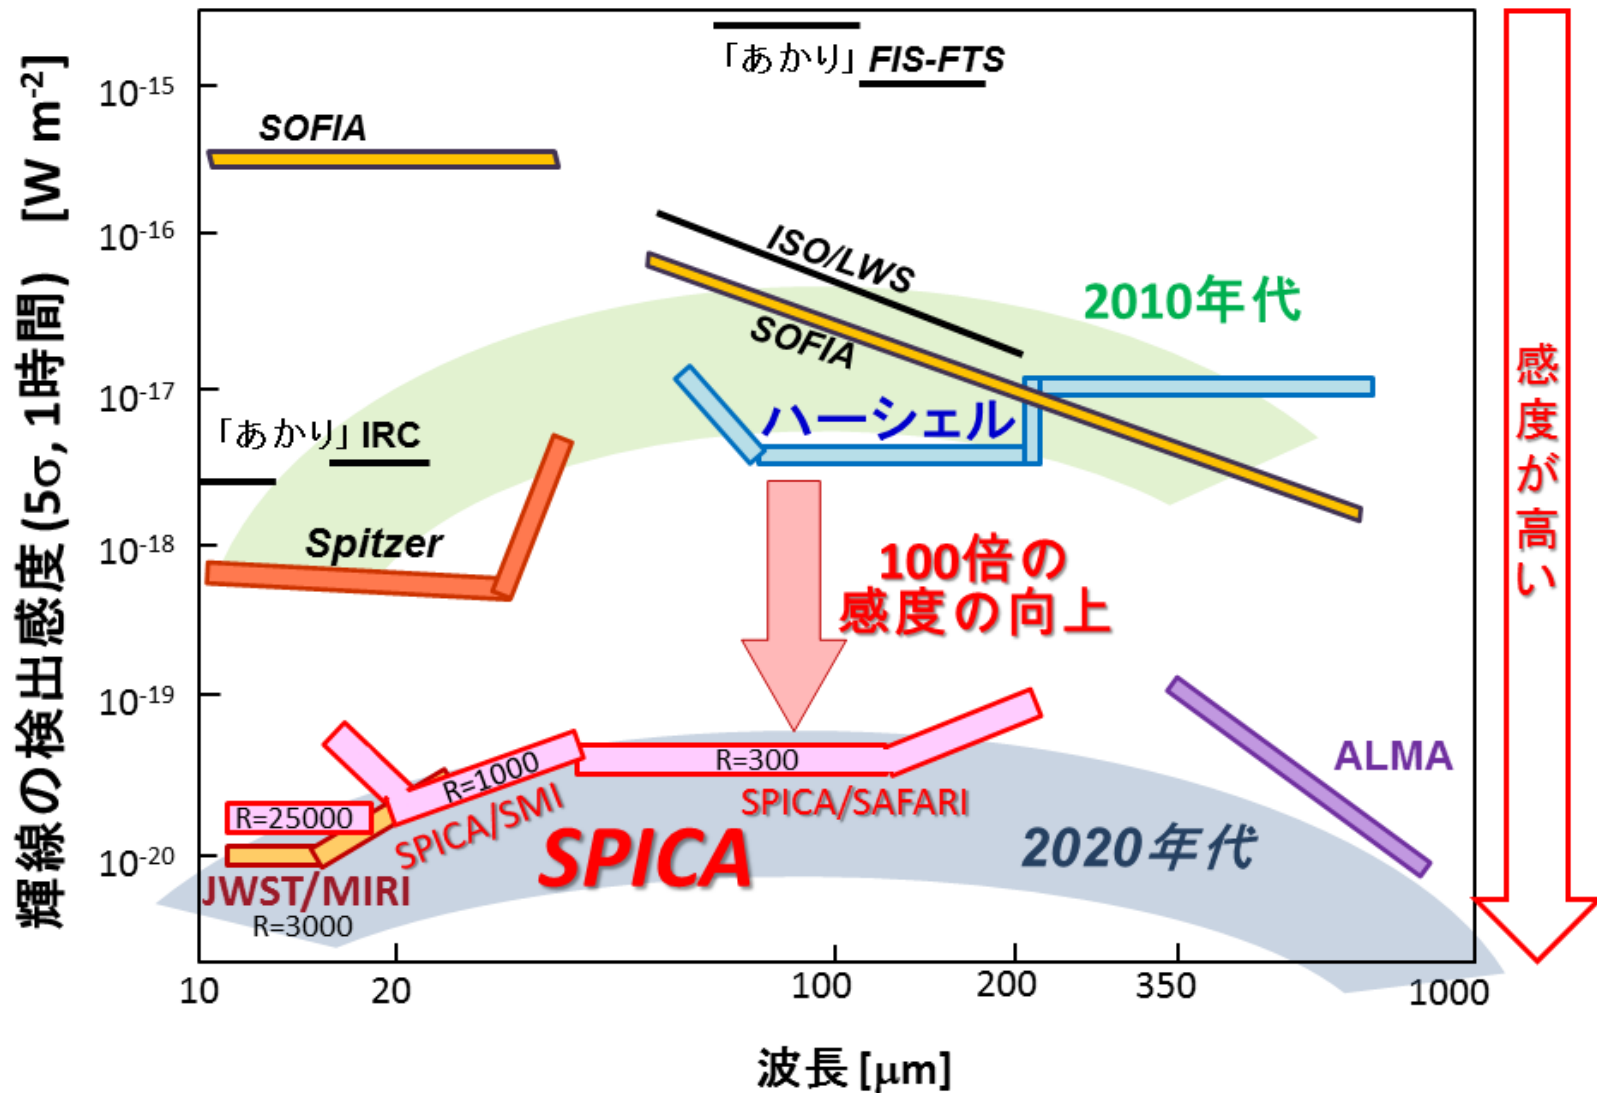 輝線の検出感度 (5σ, 1時間) [W m-2]
10-15
10-16
10-17
10-18
10-19
10-20
「あかり」 FIS-FTS
SOFIA
ISO/LWS
SOFIA
2010年代
ハーシェル
「あかり」 IRC
Spitzer
100倍の
感度の向上
感度が高い
R=1000
R=300
R=25000
SPICA/SMI
SPICA/SAFARI
ALMA
SPICA
2020年代
JWST/MIRI
R=3000
10
20
100
200
350
1000
波長 [μm]